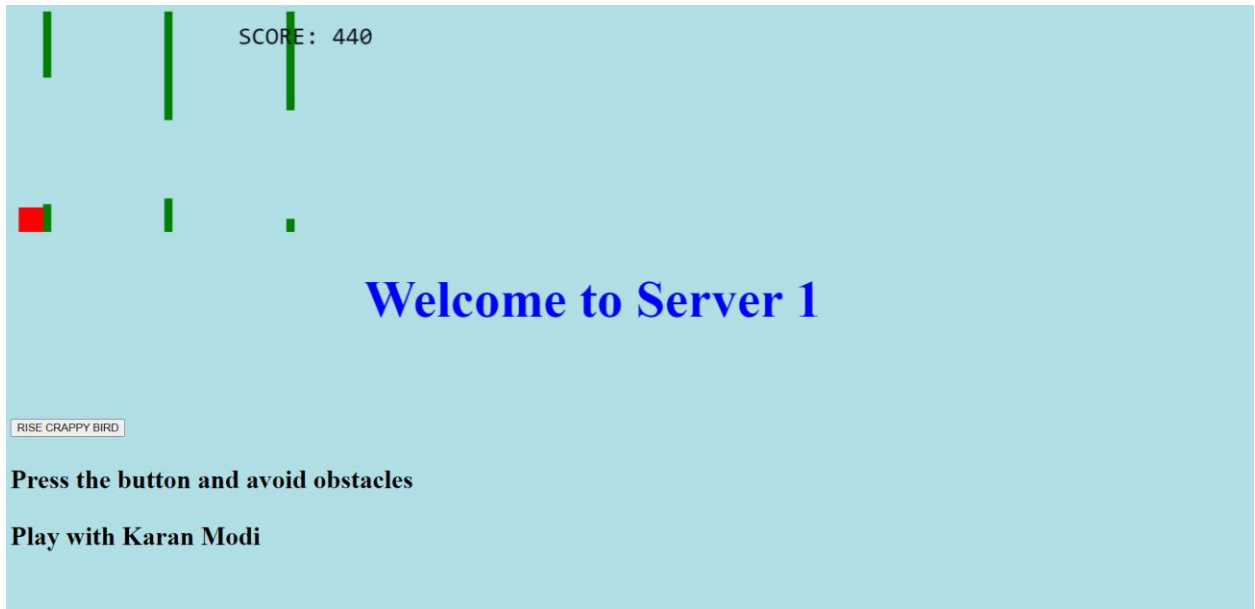 SCORE: 440
Welcome to Server 1
RISE CRAPPY BIRD
Press the button and avoid obstacles
Play with Karan Modi